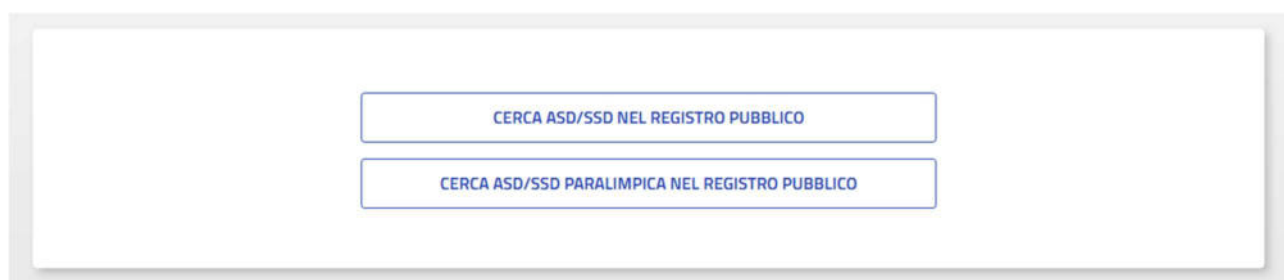 CERCA ASD/SSD NEL REGISTRO PUBBLICO
CERCA ASD/SSD PARALIMPICA NEL REGISTRO PUBBLICO